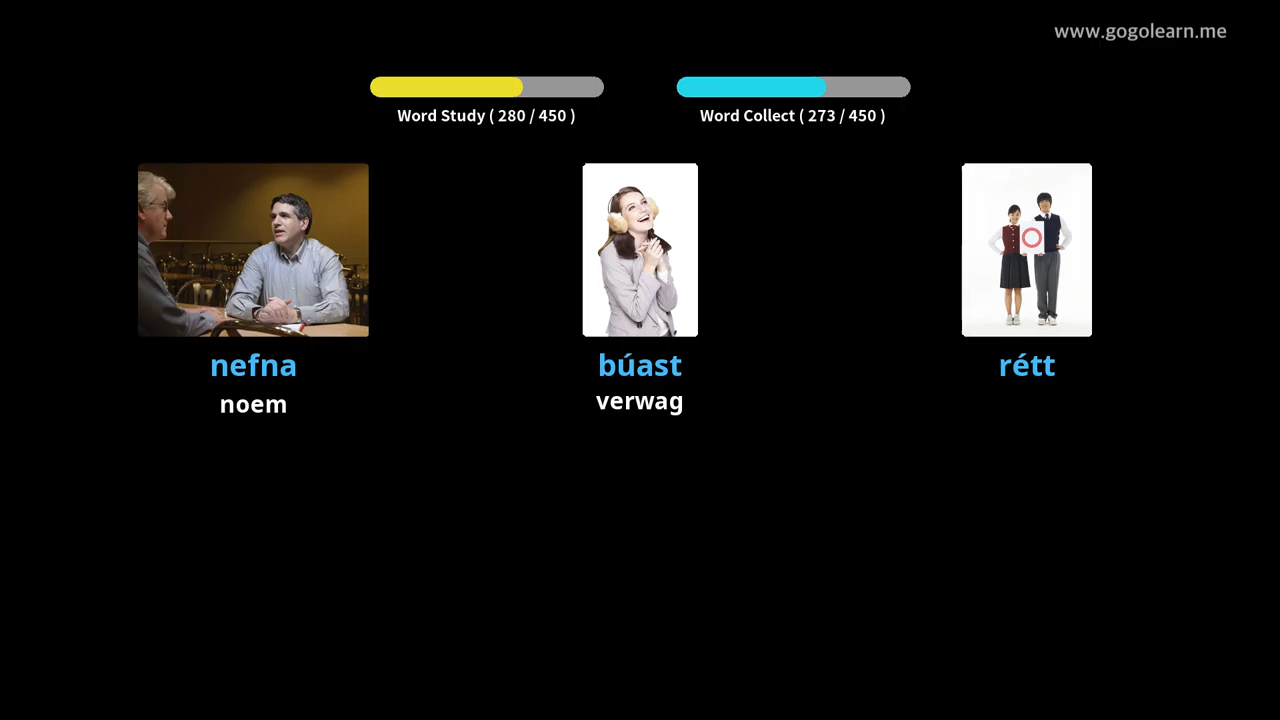 www.gogolearn.me
Word Study ( 280 / 450 )
Word Collect ( 273 / 450 )
nefna
búast
rétt
noem
verwag